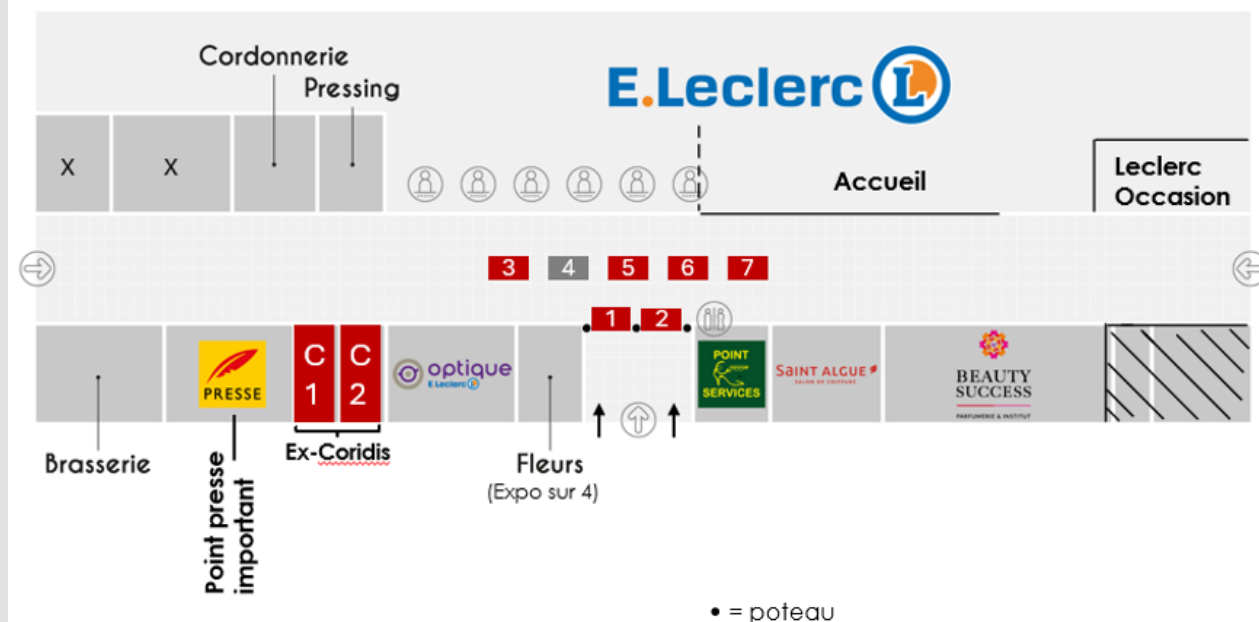 Cordonnerie
Pressing
E.Leclerc L
X
X
Accueil
Leclerc
Occasion
3
4
5
6
7
1
2
PRESSE
C
1
C
2
optique
E.Leclerc L
POINT
SERVICES
SAINT ALGUE
SALON DE COIFFURE
BEAUTY
SUCCESS
PARFUMERIE & INSTITUT
Brasserie
Point presse
important
Ex-Coridis
Fleurs
(Expo sur 4)
• = poteau